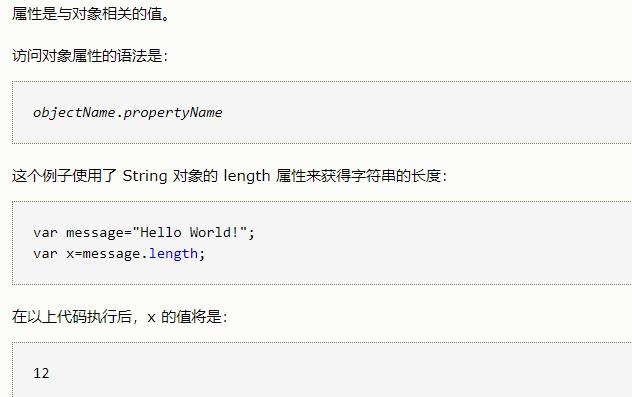 属性是与对象相关的值。
访问对象属性的语法是：
objectName.propertyName
这个例子使用了 String 对象的 length 属性来获得字符串的长度：
var message="Hello World!";
var x=message.length;
在以上代码执行后，x 的值将是：
12